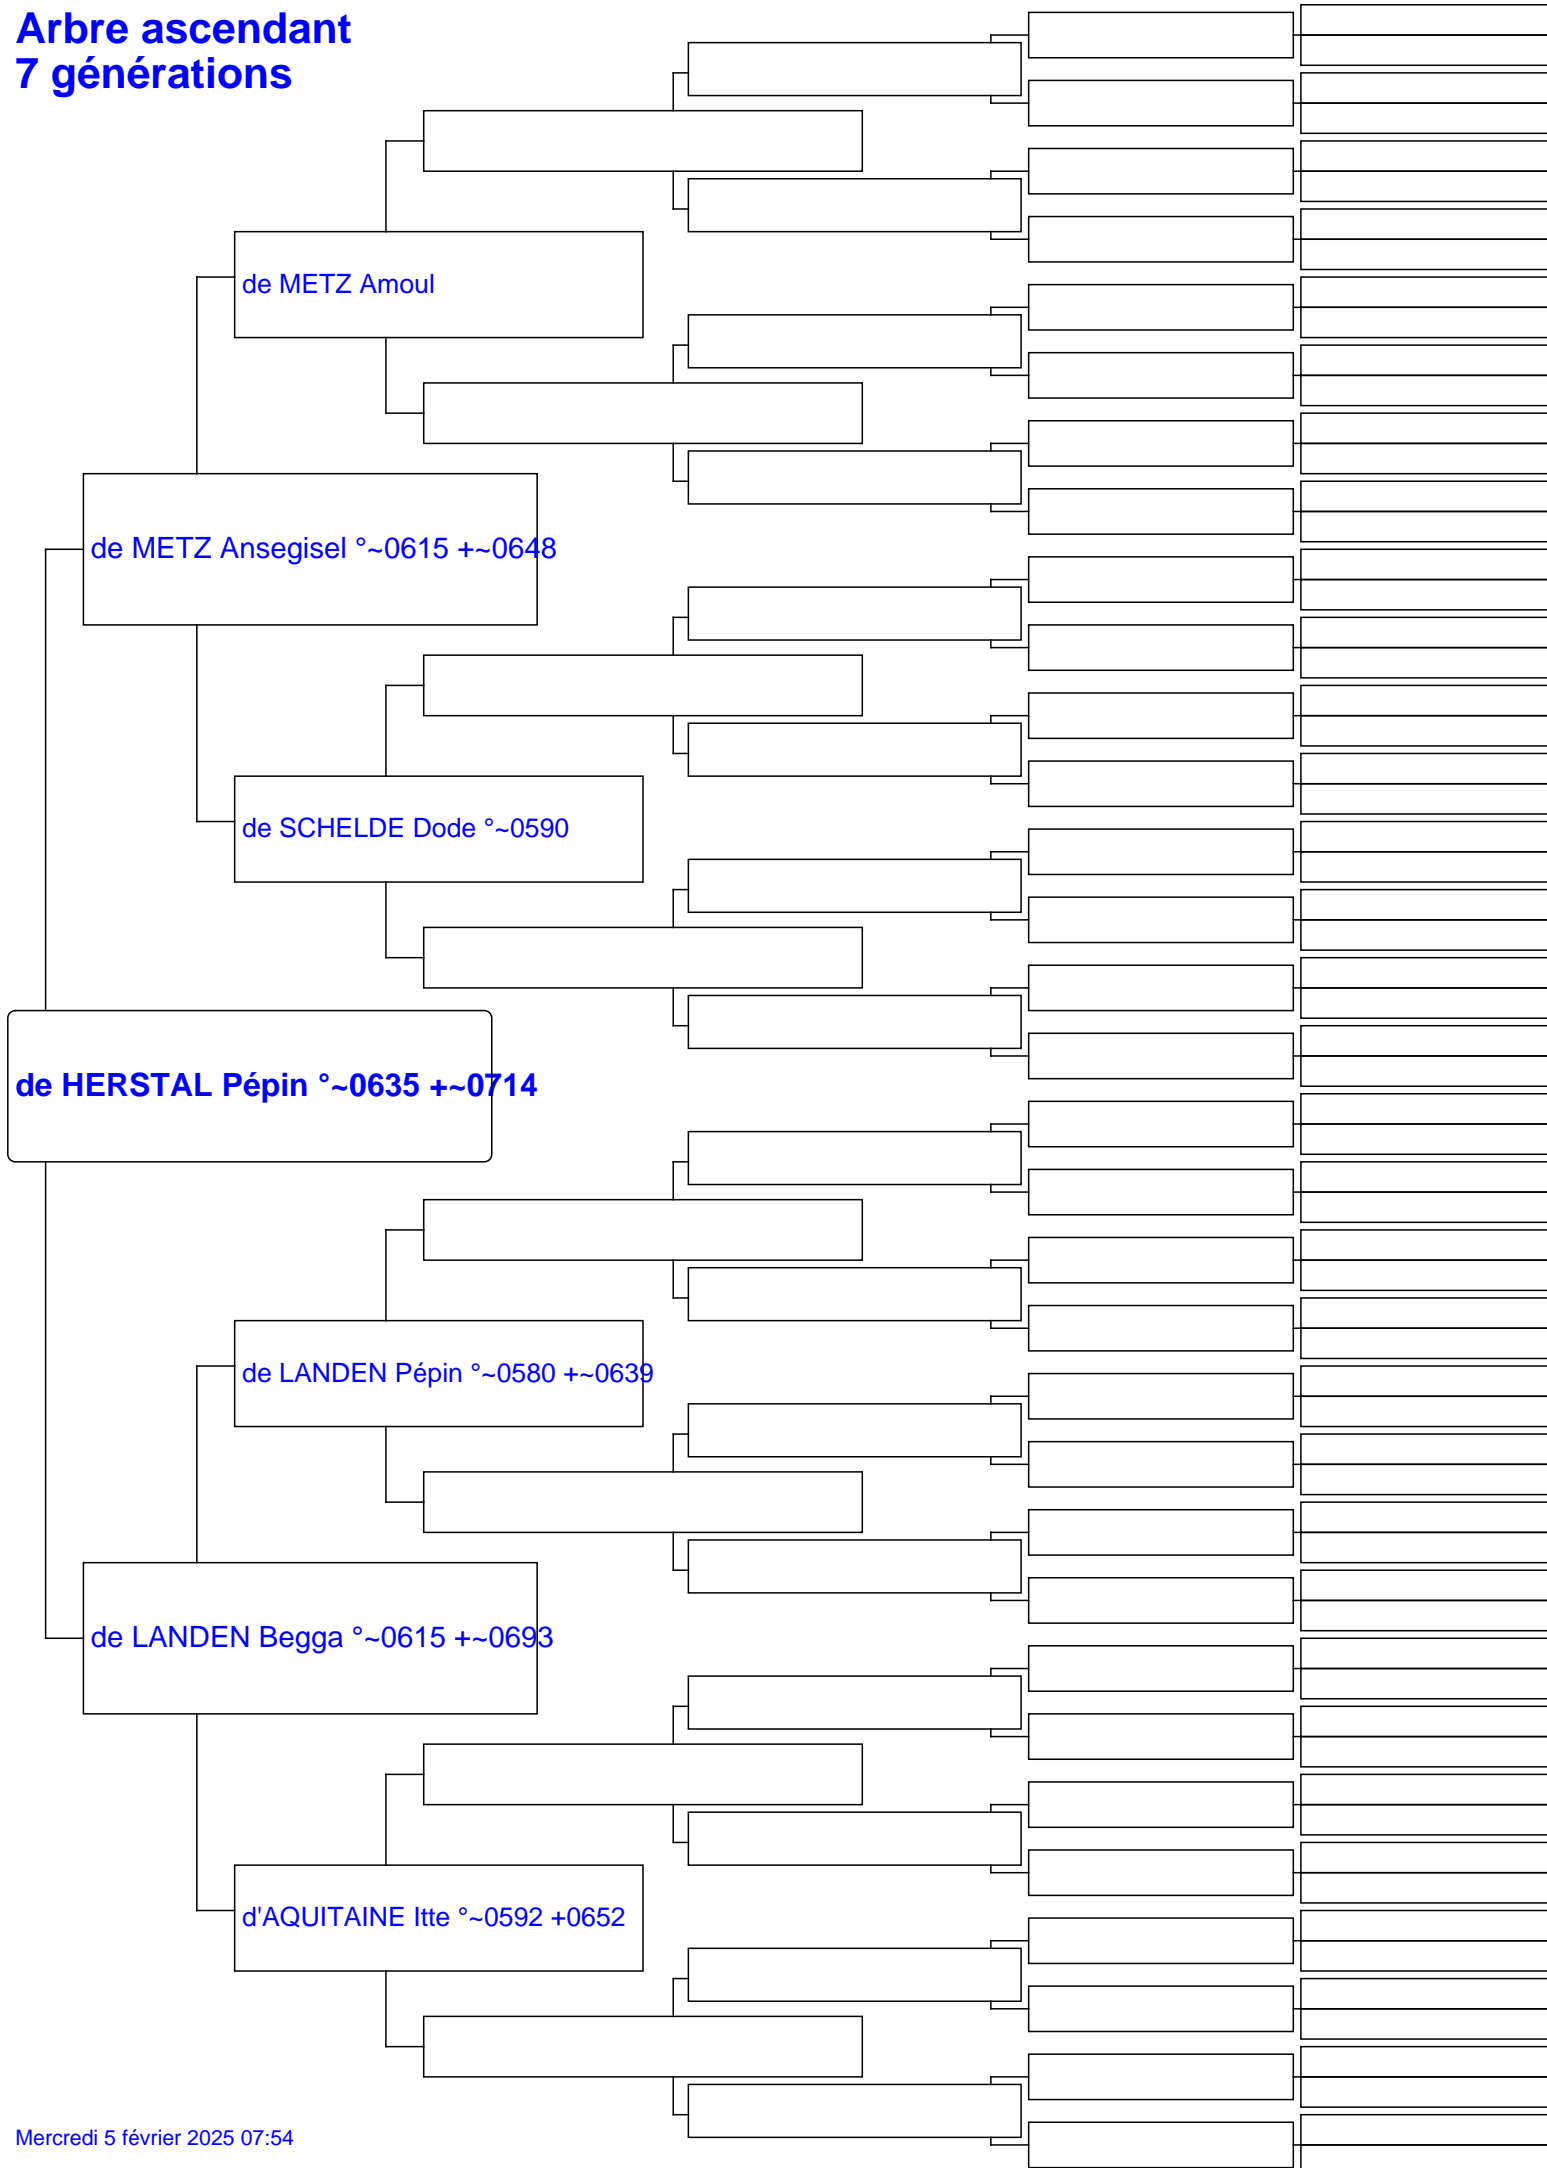 Arbre ascendant
7 générations
de METZ Amoul
de METZ Ansegisel °~0615 +~0648
de SCHELDE Dode °~0590
de HERSTAL Pépin °~0635 +~0714
de LANDEN Pépin °~0580 +~0639
de LANDEN Begga °~0615 +~0693
d'AQUITAINE Itte °~0592 +0652
Mercredi 5 février 2025 07:54